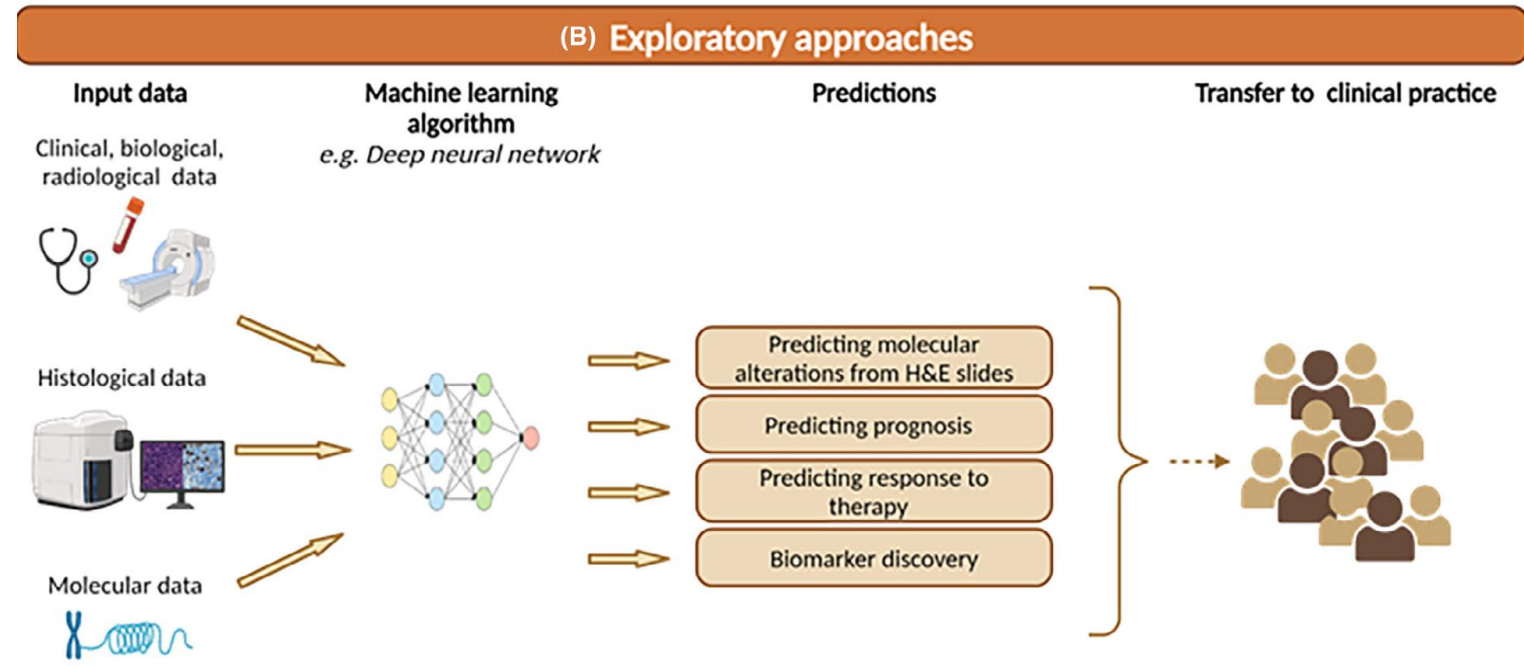 (B) Exploratory approaches
Input data
Machine learning
algorithm
e.g. Deep neural network
Predictions
Transfer to clinical practice
Clinical, biological,
radiological data
Histological data
Molecular data
Predicting molecular
alterations from H&E slides
Predicting prognosis
Predicting response to
therapy
Biomarker discovery